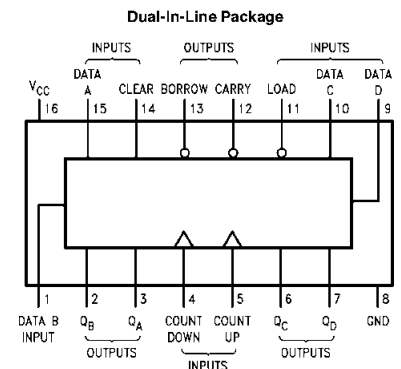 Dual-In-Line Package
INPUTS OUTPUTS INPUTS
VCC DATA A CLEAR BORROW CARRY LOAD DATA C DATA D
16 15 14 13 12 11 10 9
1 2 3 4 5 6 7 8
DATA B INPUT QB QA COUNT DOWN COUNT UP QC QD GND
OUTPUTS INPUTS OUTPUTS